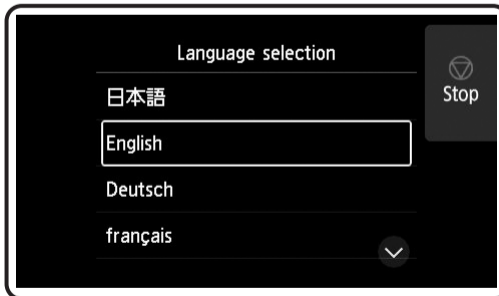 Language selection
Stop
日本語
English
Deutsch
français